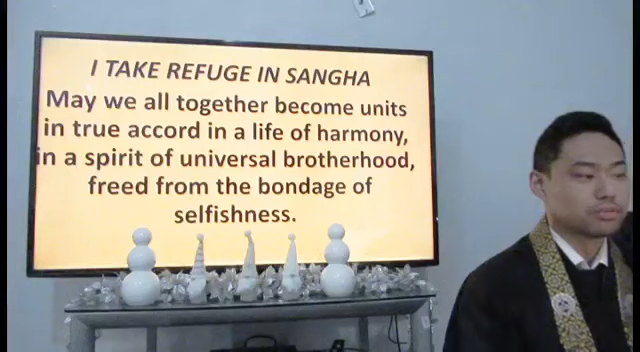 I TAKE REFUGE IN SANGHA
May we all together become units
in true accord in a life of harmony,
in a spirit of universal brotherhood,
freed from the bondage of
selfishness.